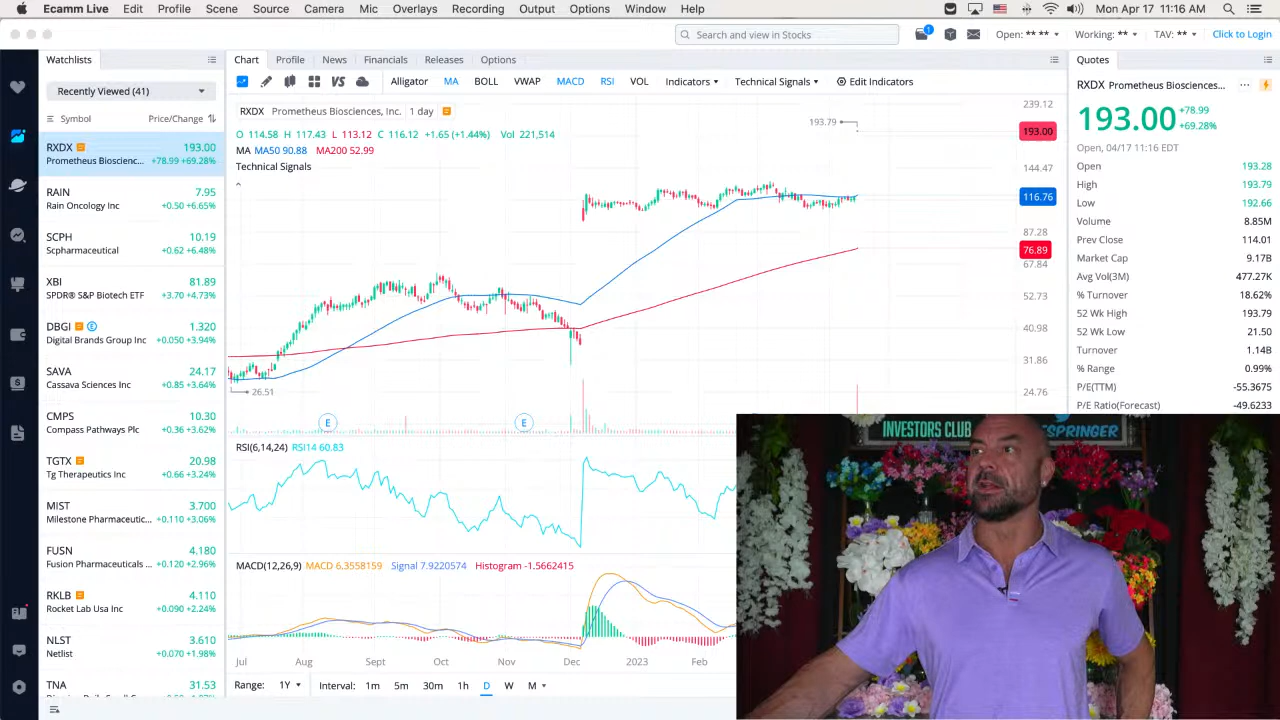 Ecamm Live Edit Profile Scene Source Camera Mic Overlays Recording Output Options Window Help Mon Apr 17 11:16 AM
Search and view in Stocks 1 Open: ** ** Working: ** TAV: ** Click to Login
Watchlists
Recently Viewed (41)
Symbol Price/Change
RXDX 193.00
Prometheus Bioscienc... +78.99 +69.28%
RAIN 7.95
Rain Oncology Inc +0.50 +6.65%
SCPH 10.19
Scpharmaceutical +0.62 +6.48%
XBI 81.89
SPDR® S&P Biotech ETF +3.70 +4.73%
DBGI E 1.320
Digital Brands Group Inc +0.050 +3.94%
SAVA 24.17
Cassava Sciences Inc +0.85 +3.64%
CMPS 10.30
Compass Pathways Plc +0.36 +3.62%
TGTX 20.98
Tg Therapeutics Inc +0.66 +3.24%
MIST 3.700
Milestone Pharmaceutic... +0.110 +3.06%
FUSN 4.180
Fusion Pharmaceuticals ... +0.120 +2.96%
RKLB 4.110
Rocket Lab Usa Inc +0.090 +2.24%
NLST 3.610
Netlist +0.070 +1.98%
TNA 31.53
Chart Profile News Financials Releases Options
VS Alligator MA BOLL VWAP MACD RSI VOL Indicators Technical Signals Edit Indicators
RXDX Prometheus Biosciences, Inc. 1 day
O 114.58 H 117.43 L 113.12 C 116.12 +1.65 (+1.44%) Vol 221,514
MA MA50 90.88 MA200 52.99
Technical Signals
193.79
26.51
E E
239.12
193.00
144.47
116.76
87.28
76.89
67.84
52.73
40.98
31.86
24.76
RSI(6,14,24) RSI14 60.83
MACD(12,26,9) MACD 6.3558159 Signal 7.9220574 Histogram -1.5662415
Jul Aug Sept Oct Nov Dec 2023 Feb
Range: 1Y Interval: 1m 5m 30m 1h D W M
Quotes
RXDX Prometheus Biosciences...
193.00 +78.99
+69.28%
Open, 04/17 11:16 EDT
Open 193.28
High 193.79
Low 192.66
Volume 8.85M
Prev Close 114.01
Market Cap 9.17B
Avg Vol(3M) 477.27K
% Turnover 18.62%
52 Wk High 193.79
52 Wk Low 21.50
Turnover 1.14B
% Range 0.99%
P/E(TTM) -55.3675
P/E Ratio(Forecast) -49.6233
INVESTORS CLUB